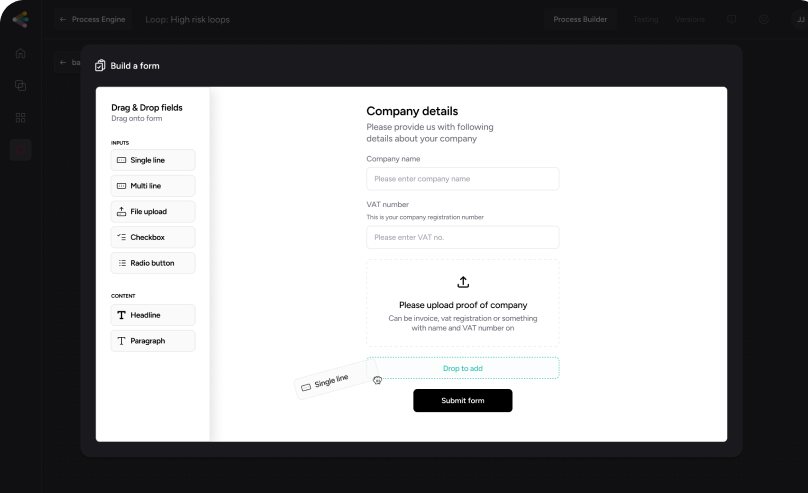 ← Process Engine
Loop: High risk loops
Process Builder
Testing
Versions
JJ
← ba
Build a form
Drag & Drop fields
Drag onto form
INPUTS
Single line
Multi line
File upload
Checkbox
Radio button
CONTENT
T Headline
T Paragraph
Company details
Please provide us with following
details about your company
Company name
Please enter company name
VAT number
This is your company registration number
Please enter VAT no.
Please upload proof of company
Can be invoice, vat registration or something
with name and VAT number on
Drop to add
Single line
Submit form